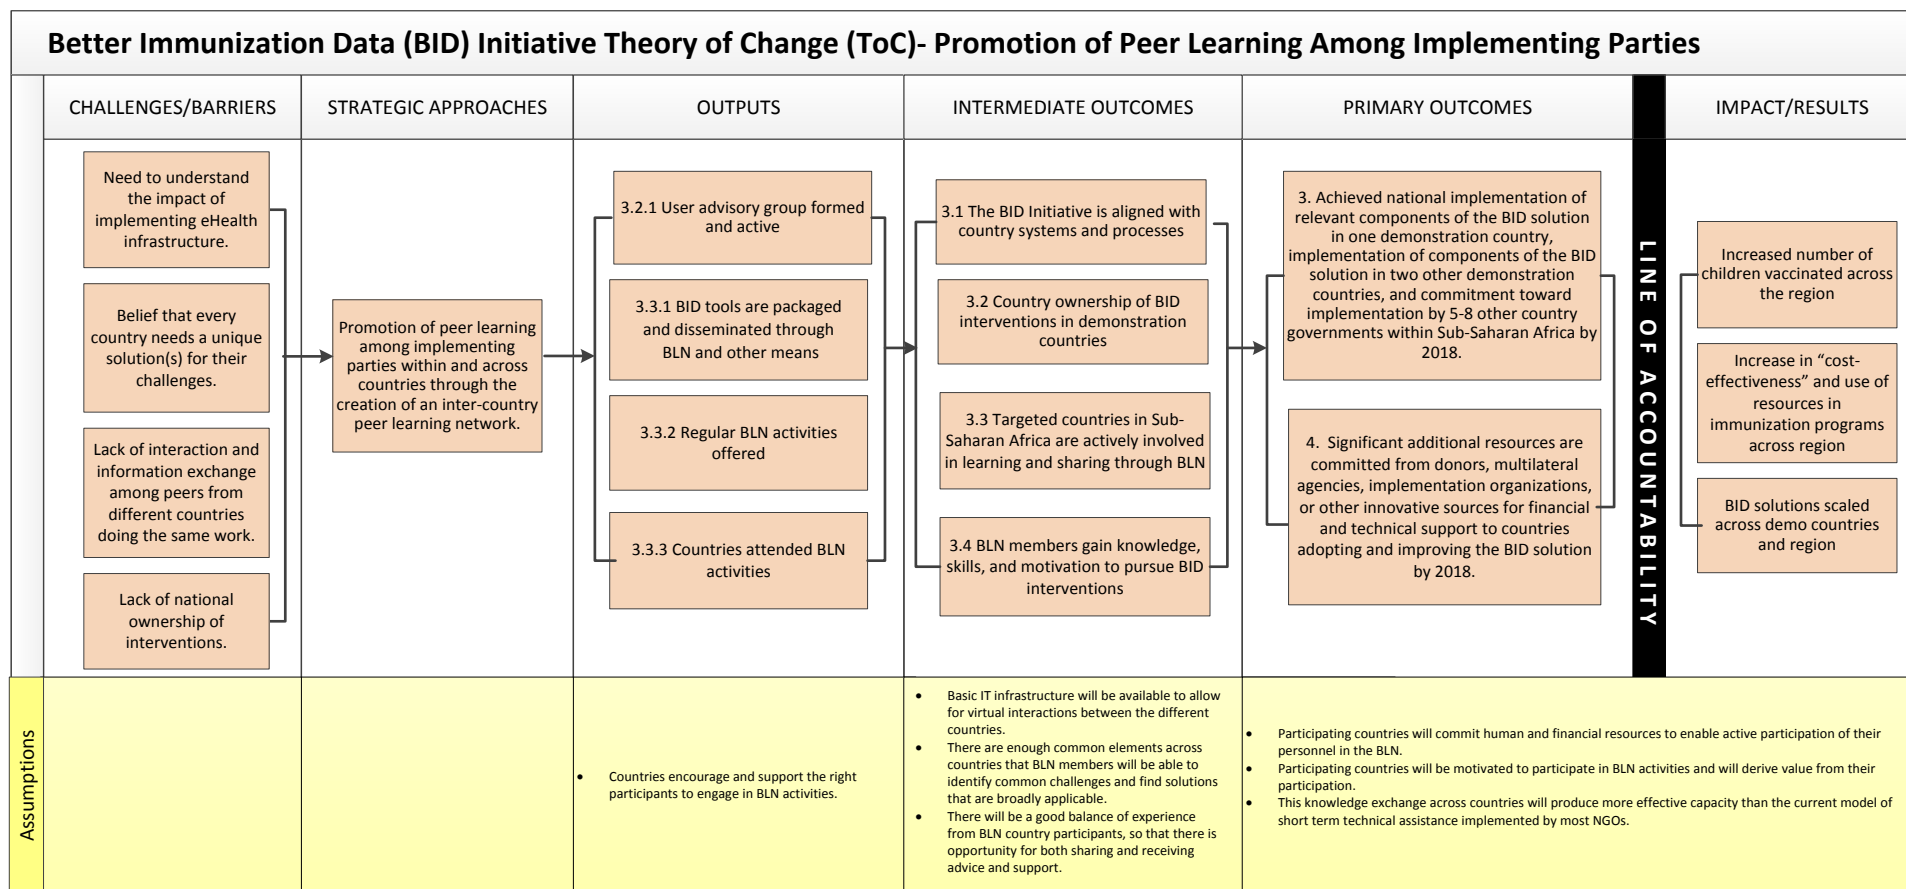 Better Immunization Data (BID) Initiative Theory of Change (ToC)- Promotion of Peer Learning Among Implementing Parties
CHALLENGES/BARRIERS
STRATEGIC APPROACHES
OUTPUTS
INTERMEDIATE OUTCOMES
PRIMARY OUTCOMES
IMPACT/RESULTS
Need to understand
the impact of
implementing eHealth
infrastructure.
Belief that every
country needs a unique
solution(s) for their
challenges.
Lack of interaction and
information exchange
among peers from
different countries
doing the same work.
Lack of national
ownership of
interventions.
Promotion of peer learning
among implementing
parties within and across
countries through the
creation of an inter-country
peer learning network.
3.2.1 User advisory group formed
and active
3.3.1 BID tools are packaged
and disseminated through
BLN and other means
3.3.2 Regular BLN activities
offered
3.3.3 Countries attended BLN
activities
3.1 The BID Initiative is aligned with
country systems and processes
3.2 Country ownership of BID
interventions in demonstration
countries
3.3 Targeted countries in Sub-
Saharan Africa are actively involved
in learning and sharing through BLN
3.4 BLN members gain knowledge,
skills, and motivation to pursue BID
interventions
3. Achieved national implementation of
relevant components of the BID solution
in one demonstration country,
implementation of components of the BID
solution in two other demonstration
countries, and commitment toward
implementation by 5-8 other country
governments within Sub-Saharan Africa by
2018.
4. Significant additional resources are
committed from donors, multilateral
agencies, implementation organizations,
or other innovative sources for financial
and technical support to countries
adopting and improving the BID solution
by 2018.
LINE OF ACCOUNTABILITY
Increased number of
children vaccinated across
the region
Increase in “cost-
effectiveness” and use of
resources in
immunization programs
across region
BID solutions scaled
across demo countries
and region
Assumptions
• Countries encourage and support the right
participants to engage in BLN activities.
• Basic IT infrastructure will be available to allow
for virtual interactions between the different
countries.
• There are enough common elements across
countries that BLN members will be able to
identify common challenges and find solutions
that are broadly applicable.
• There will be a good balance of experience
from BLN country participants, so that there is
opportunity for both sharing and receiving
advice and support.
• Participating countries will commit human and financial resources to enable active participation of their
personnel in the BLN.
• Participating countries will be motivated to participate in BLN activities and will derive value from their
participation.
• This knowledge exchange across countries will produce more effective capacity than the current model of
short term technical assistance implemented by most NGOs.